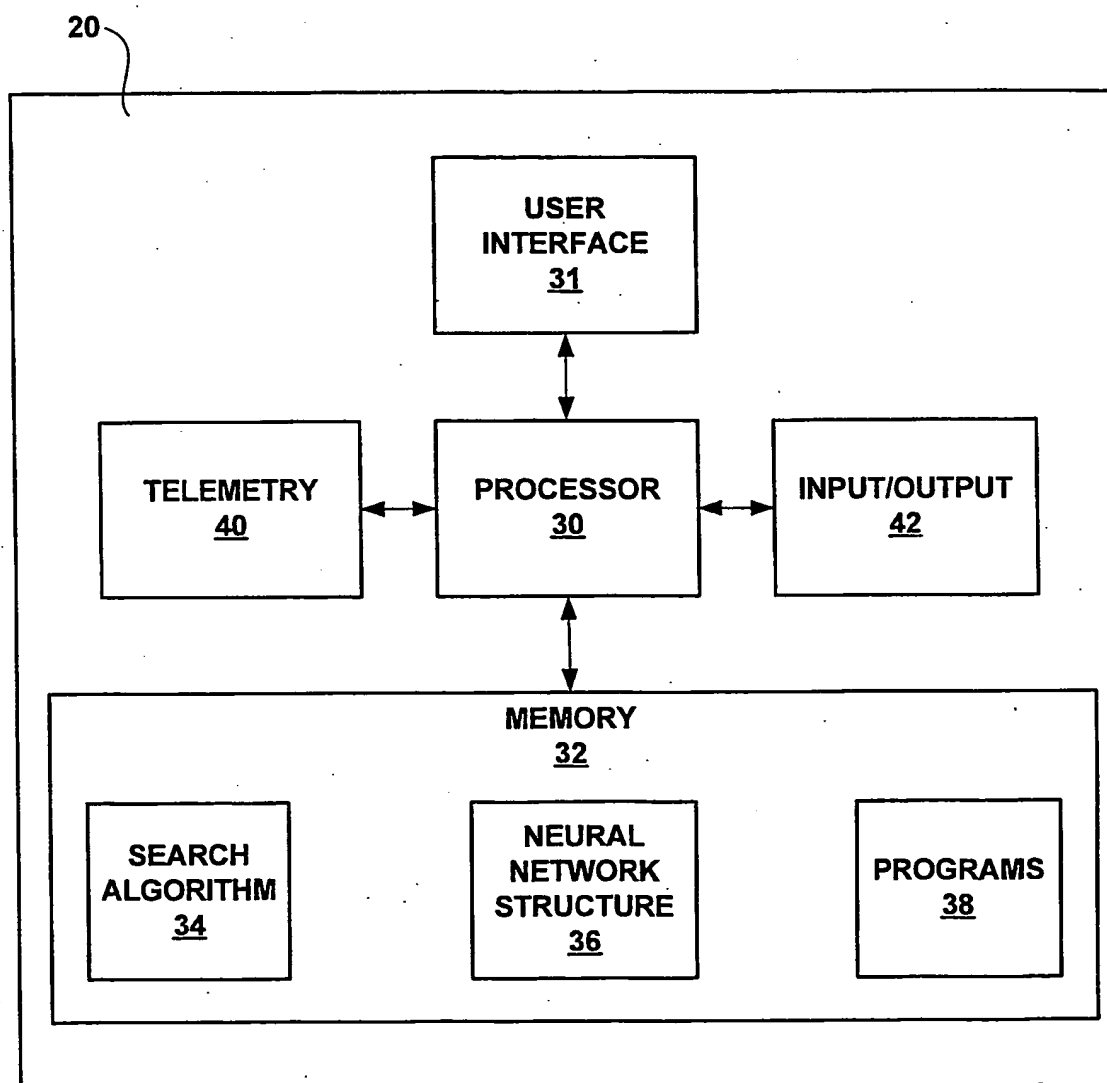 20
USER
INTERFACE
31
TELEMETRY
40
PROCESSOR
30
INPUT/OUTPUT
42
MEMORY
32
SEARCH
ALGORITHM
34
NEURAL
NETWORK
STRUCTURE
36
PROGRAMS
38